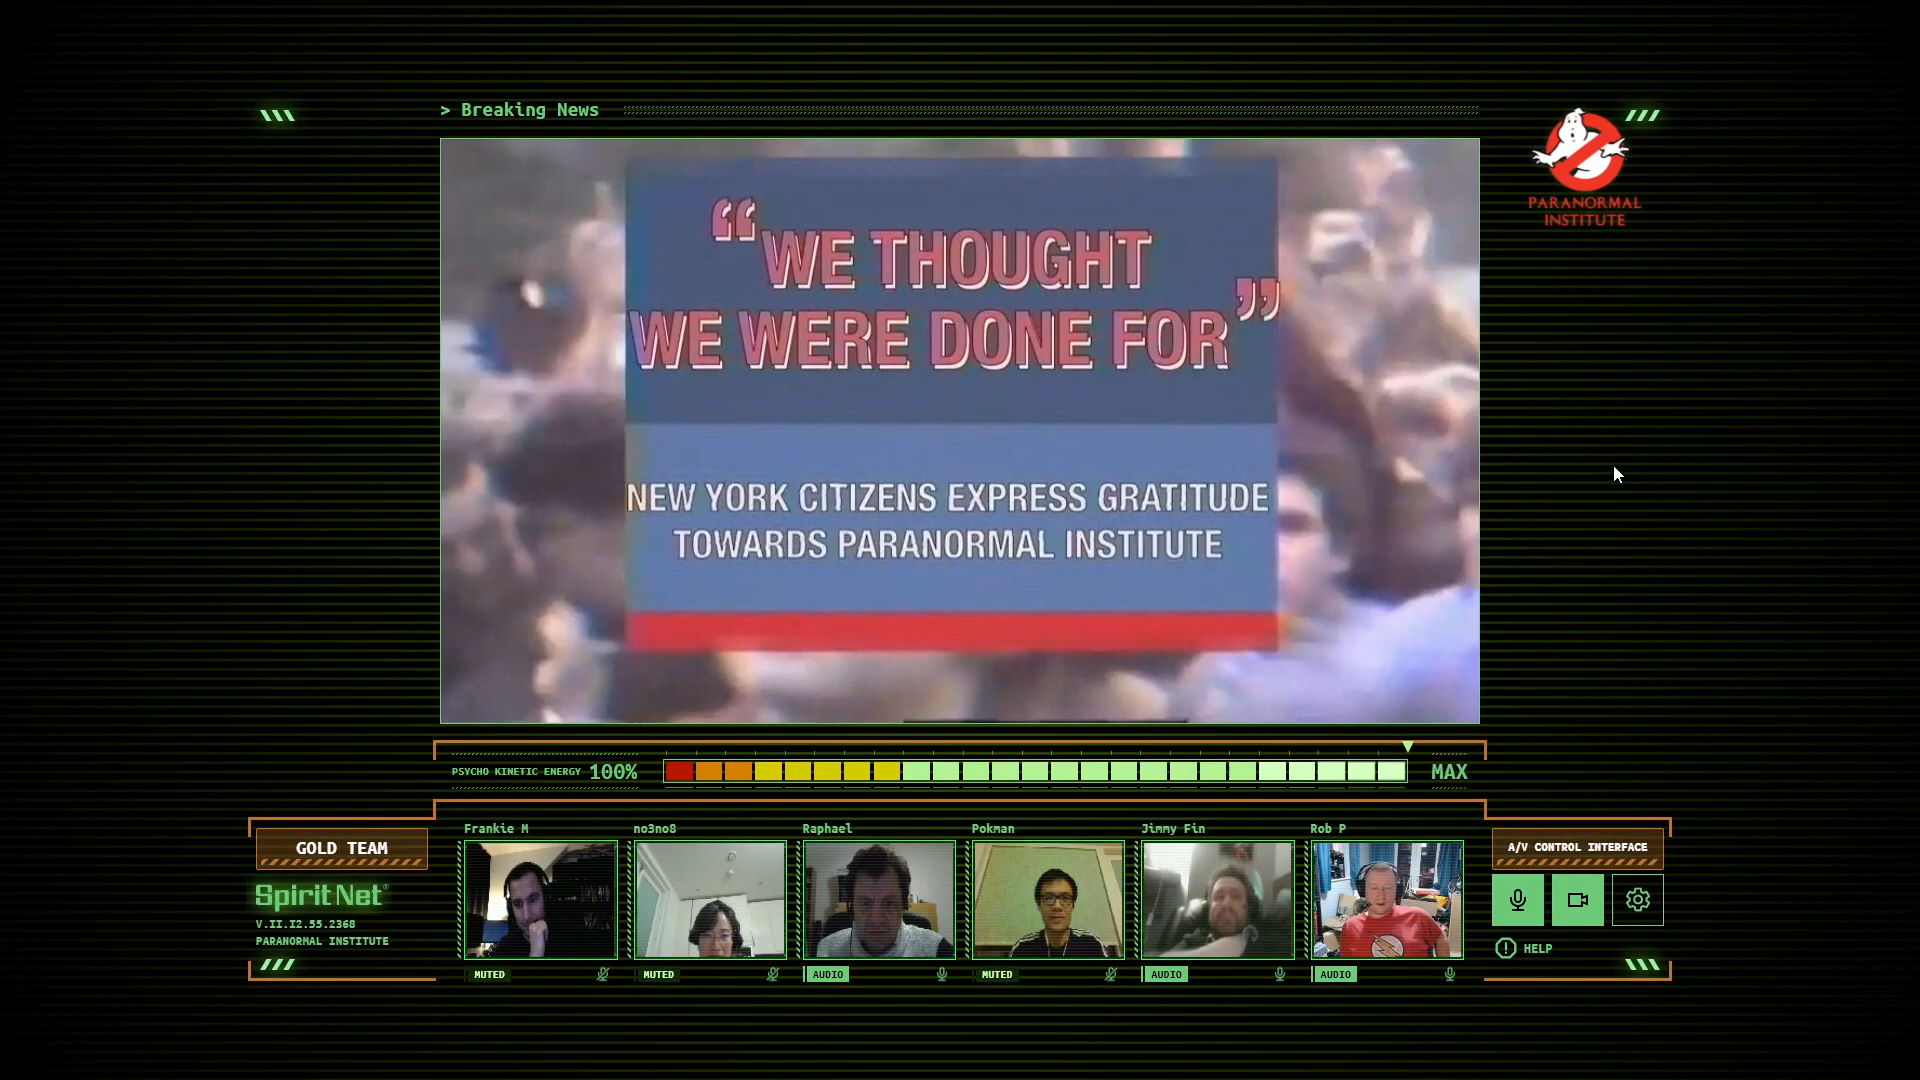 > Breaking News
PARANORMAL
INSTITUTE
“WE THOUGHT
WE WERE DONE FOR”
NEW YORK CITIZENS EXPRESS GRATITUDE
TOWARDS PARANORMAL INSTITUTE
PSYCHO KINETIC ENERGY 100%
MAX
GOLD TEAM
SpiritNet
V.II.I2.55.2368
PARANORMAL INSTITUTE
Frankie M
no3no8
Raphael
Pokman
Jimmy Fin
Rob P
MUTED
MUTED
AUDIO
MUTED
AUDIO
AUDIO
A/V CONTROL INTERFACE
HELP